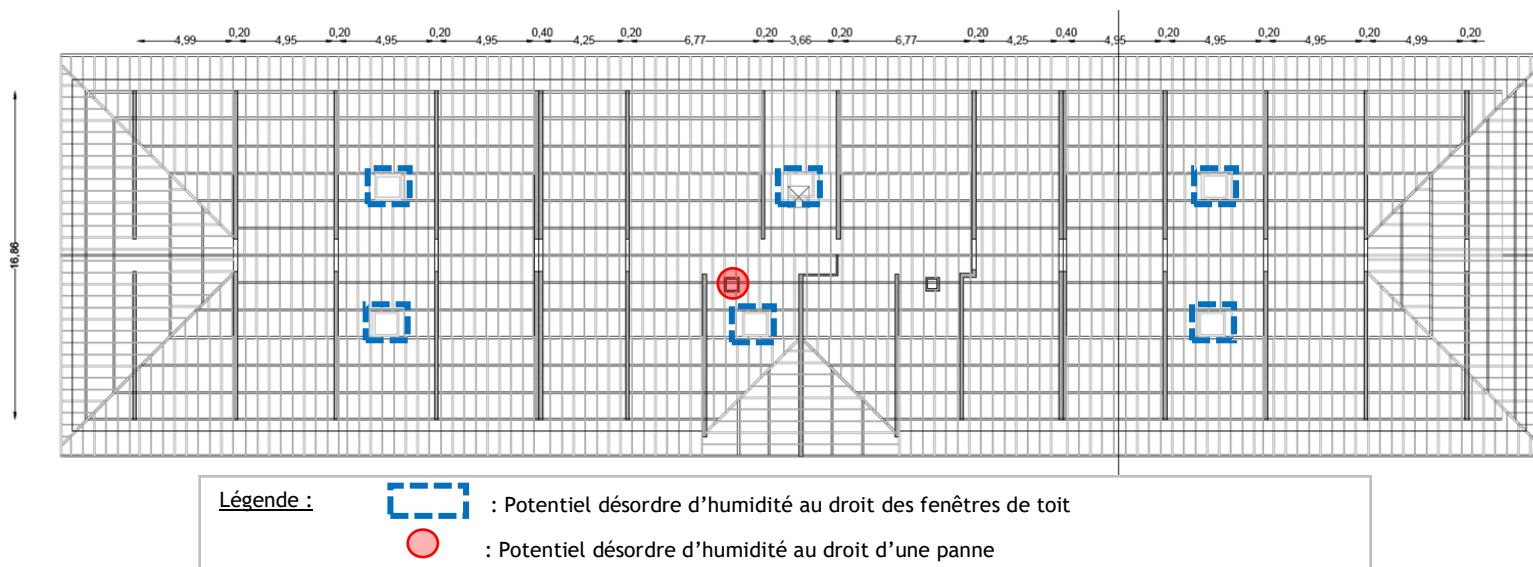 4,99 0,20 4,95 0,20 4,95 0,20 4,95 0,40 4,25 0,20 6,77 0,20 3,66 0,20 6,77 0,20 4,25 0,40 4,95 0,20 4,95 0,20 4,95 0,20 4,99 0,20
16,86
Légende :
: Potentiel désordre d'humidité au droit des fenêtres de toit
: Potentiel désordre d'humidité au droit d'une panne